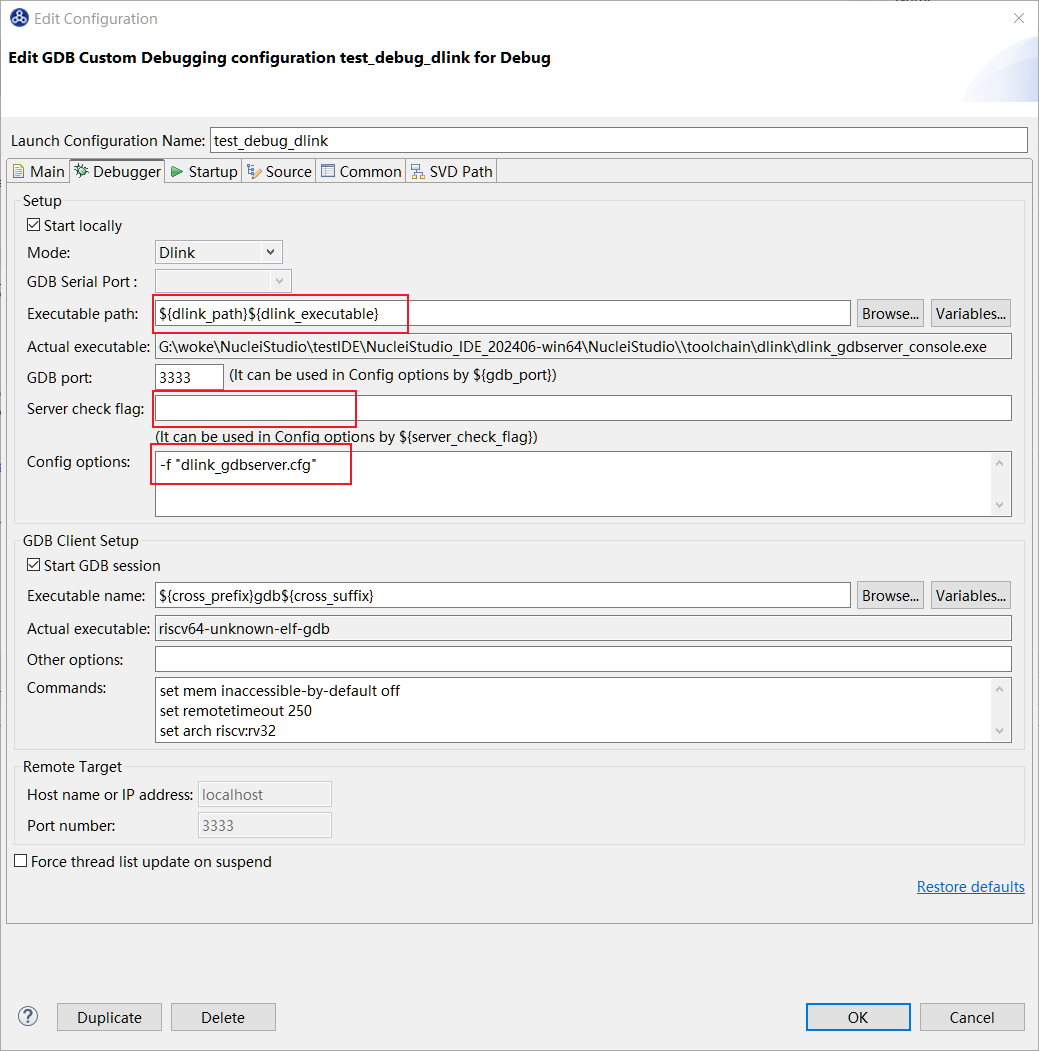 Edit Configuration
Edit GDB Custom Debugging configuration test_debug_dlink for Debug
Launch Configuration Name: test_debug_dlink
Main Debugger Startup Source Common SVD Path
Setup
Start locally
Mode: Dlink
GDB Serial Port :
Executable path: ${dlink_path}${dlink_executable} Browse... Variables...
Actual executable: G:\woke\NucleiStudio\testIDE\NucleiStudio_IDE_202406-win64\NucleiStudio\\toolchain\dlink\dlink_gdbserver_console.exe
GDB port: 3333 (It can be used in Config options by ${gdb_port})
Server check flag:
(It can be used in Config options by ${server_check_flag})
Config options: -f "dlink_gdbserver.cfg"
GDB Client Setup
Start GDB session
Executable name: ${cross_prefix}gdb${cross_suffix} Browse... Variables...
Actual executable: riscv64-unknown-elf-gdb
Other options:
Commands: set mem inaccessible-by-default off
set remotetimeout 250
set arch riscv:rv32
Remote Target
Host name or IP address: localhost
Port number: 3333
Force thread list update on suspend
Restore defaults
? Duplicate Delete OK Cancel